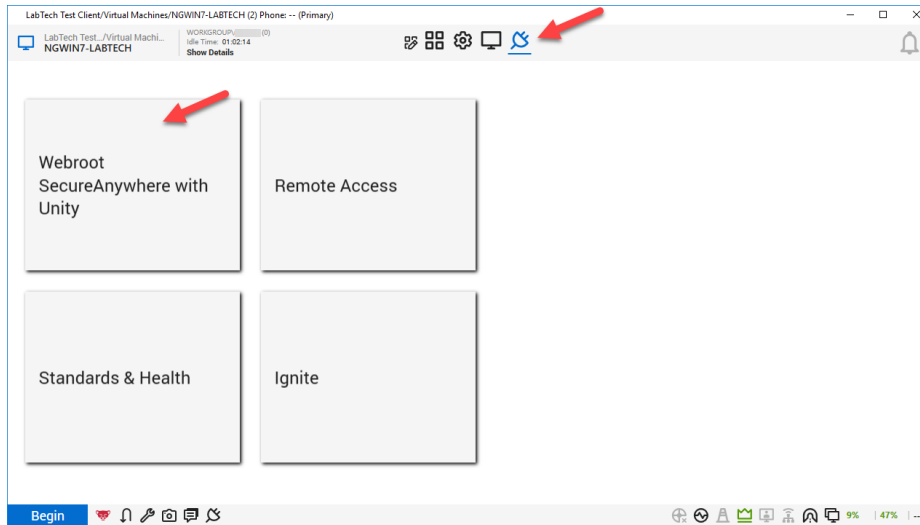 LabTech Test Client/Virtual Machines/NGWIN7-LABTECH (2) Phone: -- (Primary)
LabTech Test.../Virtual Machi...
NGWIN7-LABTECH
WORKGROUP\ (0)
Idle Time: 01:02:14
Show Details
Webroot
SecureAnywhere with
Unity
Remote Access
Standards & Health
Ignite
Begin
9% | 47% | --